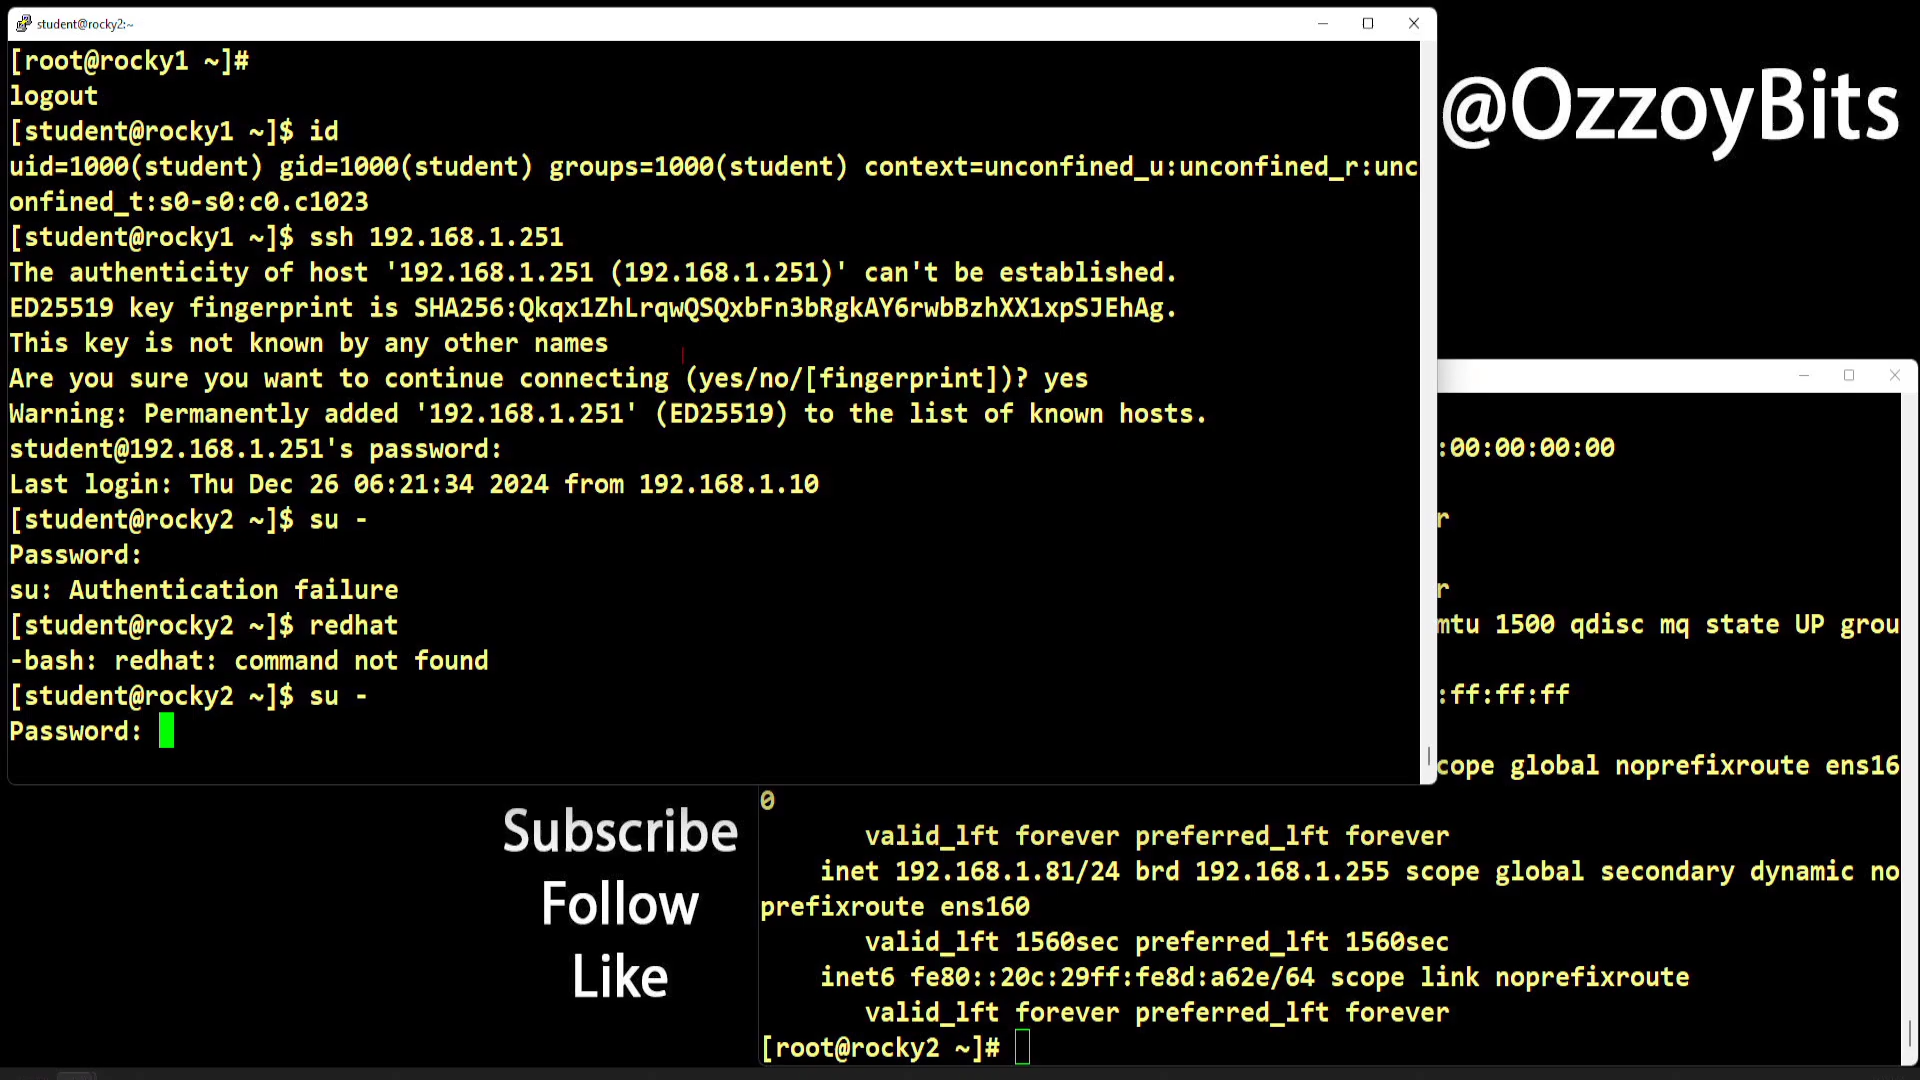 student@rocky2:~
[root@rocky1 ~]#
logout
[student@rocky1 ~]$ id
uid=1000(student) gid=1000(student) groups=1000(student) context=unconfined_u:unconfined_r:unc
onfined_t:s0-s0:c0.c1023
[student@rocky1 ~]$ ssh 192.168.1.251
The authenticity of host '192.168.1.251 (192.168.1.251)' can't be established.
ED25519 key fingerprint is SHA256:Qkqx1ZhLrqwQSQxbFn3bRgkAY6rwbBzhXX1xpSJEhAg.
This key is not known by any other names
Are you sure you want to continue connecting (yes/no/[fingerprint])? yes
Warning: Permanently added '192.168.1.251' (ED25519) to the list of known hosts.
student@192.168.1.251's password:
Last login: Thu Dec 26 06:21:34 2024 from 192.168.1.10
[student@rocky2 ~]$ su -
Password:
su: Authentication failure
[student@rocky2 ~]$ redhat
-bash: redhat: command not found
[student@rocky2 ~]$ su -
Password:
@OzzoyBits
:00:00:00:00
r
r
mtu 1500 qdisc mq state UP grou
:ff:ff:ff
cope global noprefixroute ens16
0
valid_lft forever preferred_lft forever
inet 192.168.1.81/24 brd 192.168.1.255 scope global secondary dynamic no
prefixroute ens160
valid_lft 1560sec preferred_lft 1560sec
inet6 fe80::20c:29ff:fe8d:a62e/64 scope link noprefixroute
valid_lft forever preferred_lft forever
[root@rocky2 ~]#
Subscribe
Follow
Like